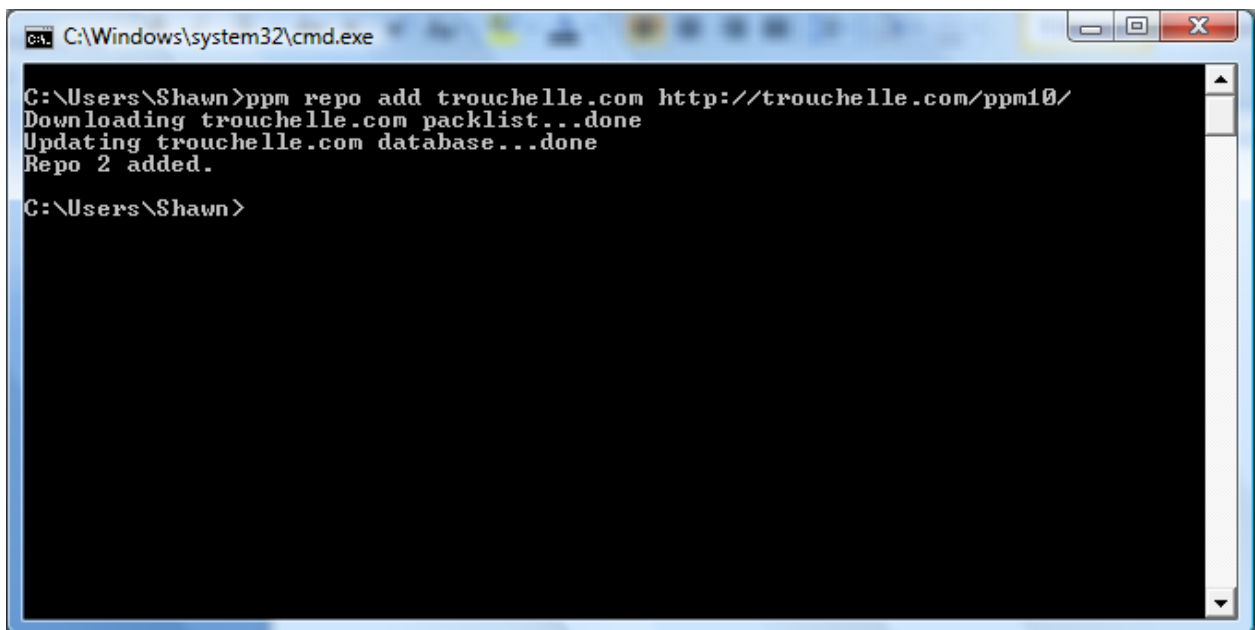 C:\Windows\system32\cmd.exe
C:\Users\Shawn>ppm repo add trouchelle.com http://trouchelle.com/ppm10/
Downloading trouchelle.com packlist...done
Updating trouchelle.com database...done
Repo 2 added.
C:\Users\Shawn>